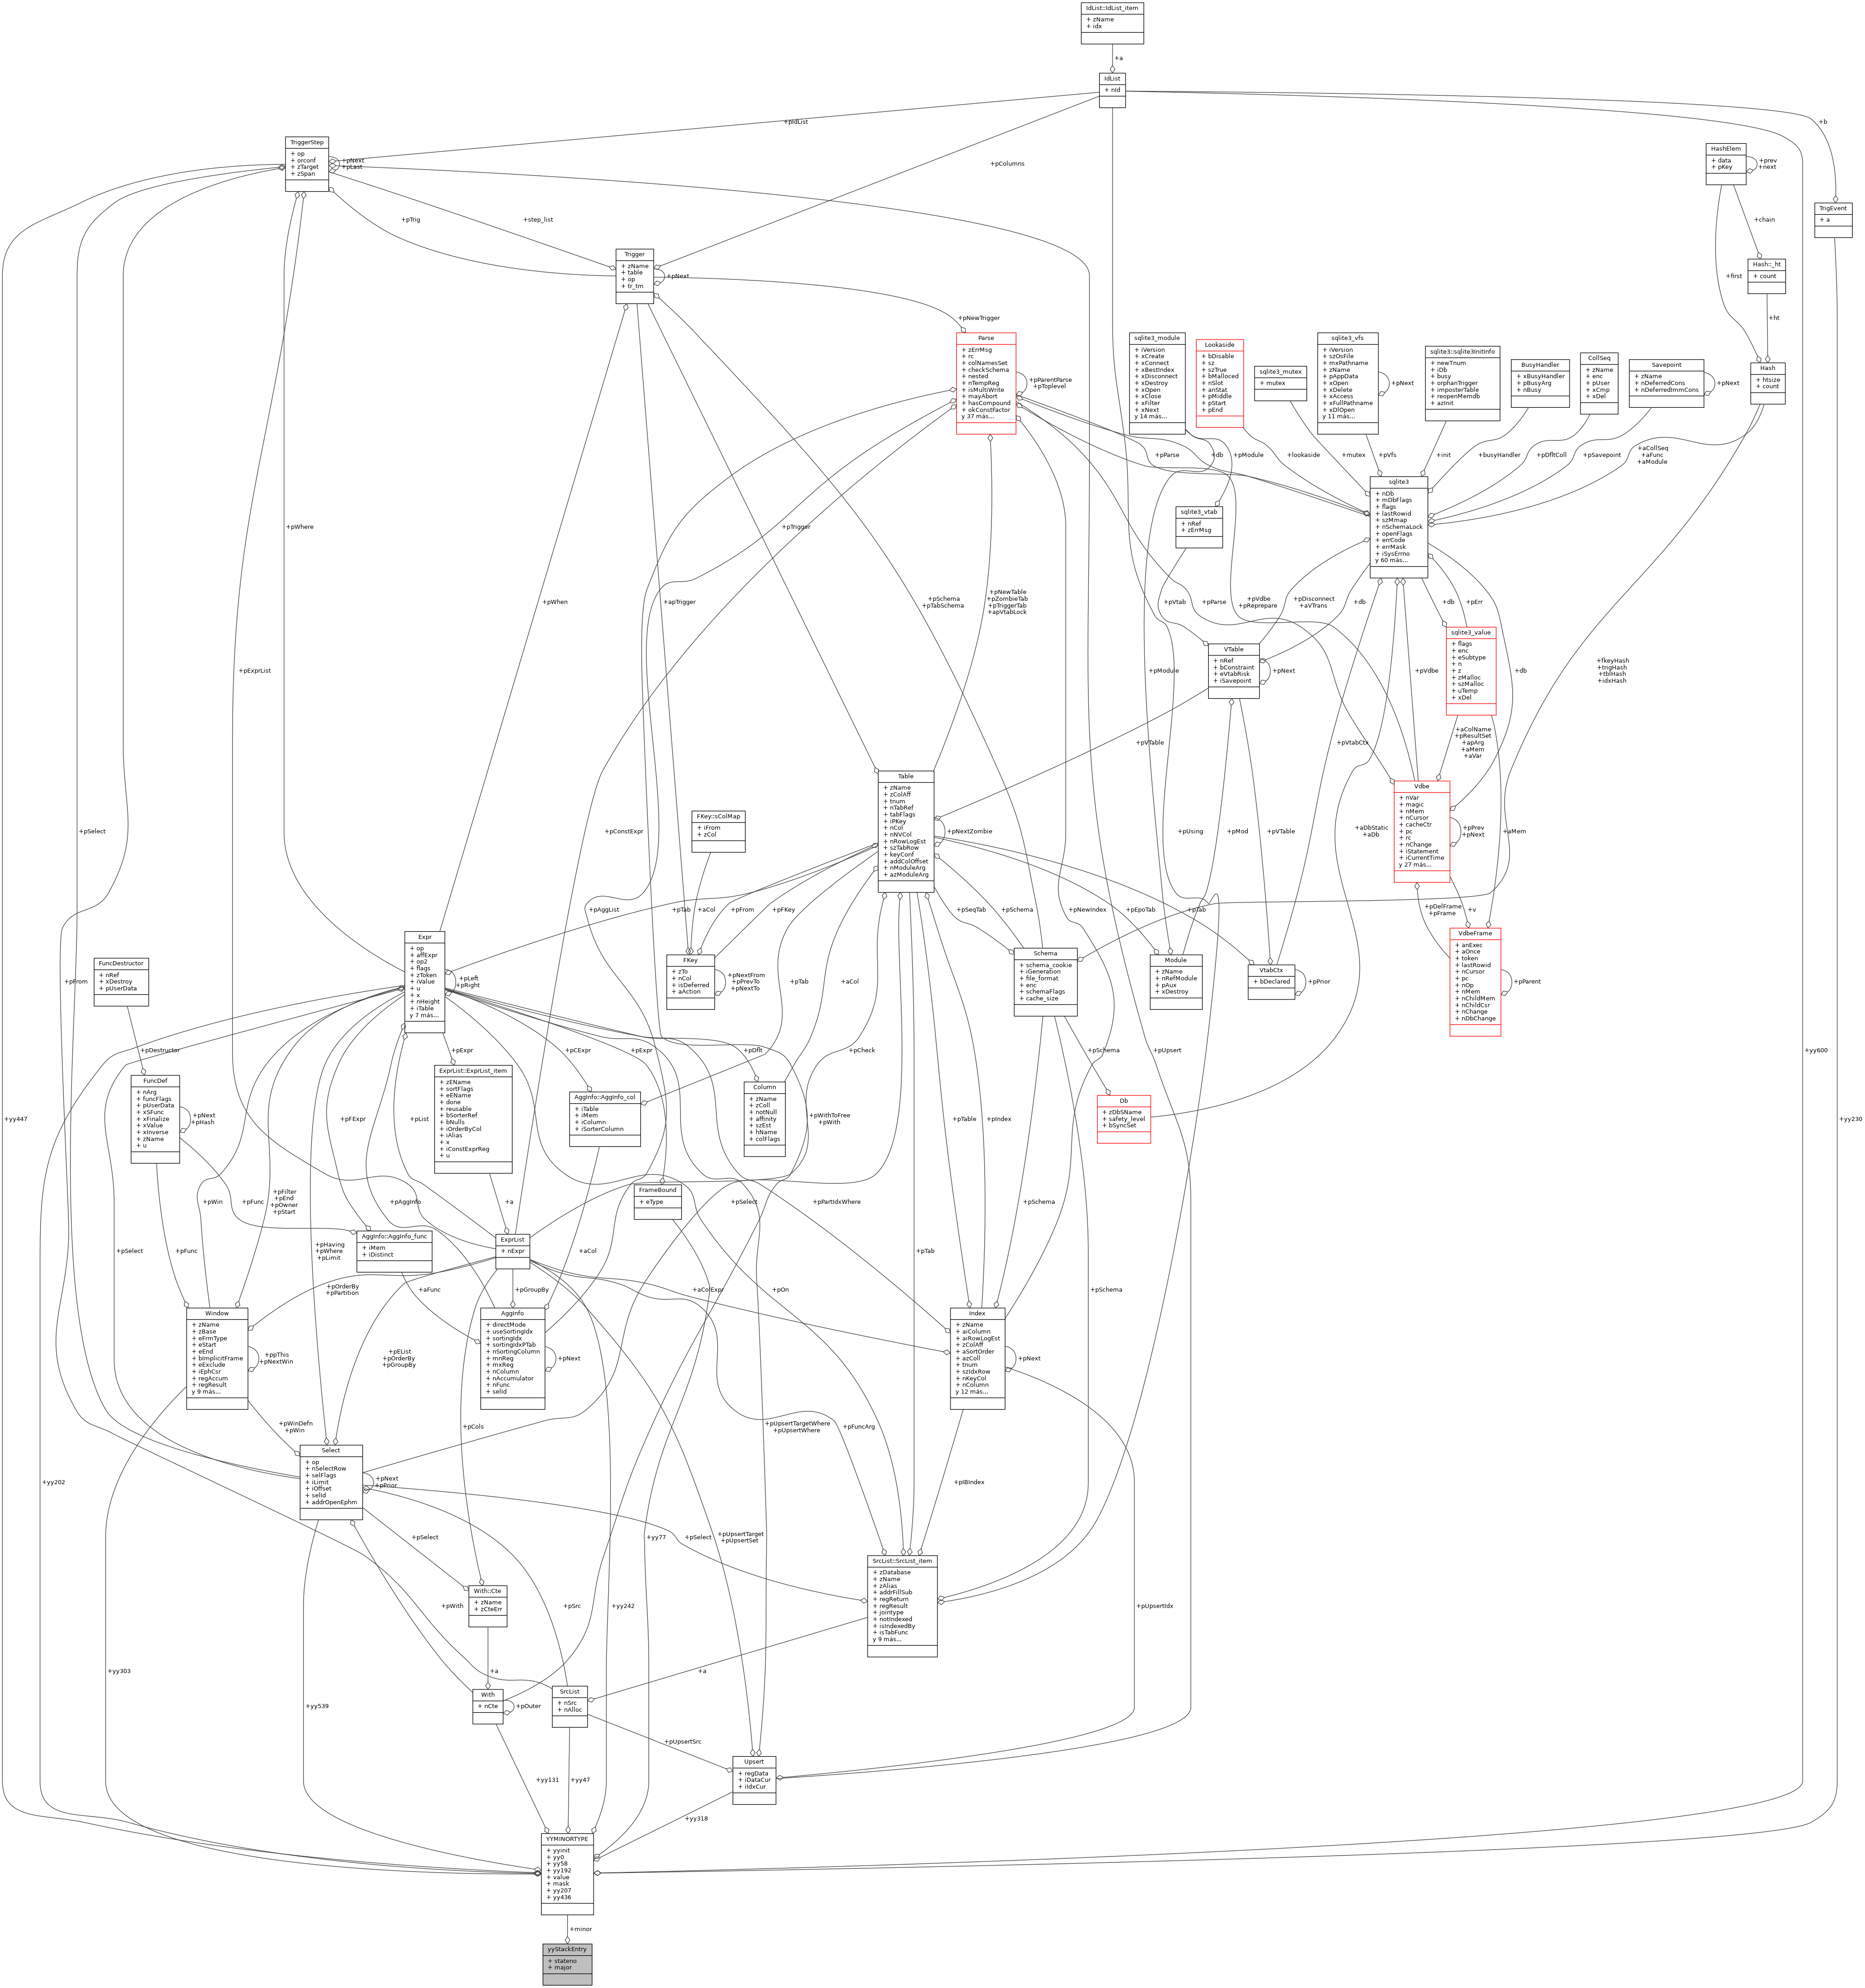 IdList::IdList_item
+ zName
+ idx
+a
IdList
+ nId
+pIdList
+b
TriggerStep
+ op
+ orconf
+ zTarget
+ zSpan
+pNext
+pLast
+pColumns
HashElem
+ data
+ pKey
+prev
+next
TrigEvent
+ a
+pTrig
+step_list
+chain
Trigger
+ zName
+ table
+ op
+ tr_tm
+pNext
+first
Hash::_ht
+ count
+ht
+pNewTrigger
Parse
+ zErrMsg
+ rc
+ colNamesSet
+ checkSchema
+ nested
+ nTempReg
+ isMultiWrite
+ mayAbort
+ hasCompound
+ okConstFactor
y 37 más...
+pParentParse
+pToplevel
sqlite3_module
+ iVersion
+ xCreate
+ xConnect
+ xBestIndex
+ xDisconnect
+ xDestroy
+ xOpen
+ xClose
+ xFilter
+ xNext
y 14 más...
Lookaside
+ bDisable
+ sz
+ szTrue
+ bMalloced
+ nSlot
+ anStat
+ pMiddle
+ pStart
+ pEnd
sqlite3_mutex
+ mutex
sqlite3_vfs
+ iVersion
+ szOsFile
+ mxPathname
+ zName
+ pAppData
+ xOpen
+ xDelete
+ xAccess
+ xFullPathname
+ xDlOpen
y 11 más...
+pNext
sqlite3::sqlite3InitInfo
+ newTnum
+ iDb
+ busy
+ orphanTrigger
+ imposterTable
+ reopenMemdb
+ azInit
BusyHandler
+ xBusyHandler
+ pBusyArg
+ nBusy
CollSeq
+ zName
+ enc
+ pUser
+ xCmp
+ xDel
Savepoint
+ zName
+ nDeferredCons
+ nDeferredImmCons
+pNext
Hash
+ htsize
+ count
+pParse
+db
+pModule
+lookaside
+mutex
+pVfs
+init
+busyHandler
+pDfltColl
+pSavepoint
+aCollSeq
+aFunc
+aModule
sqlite3
+ nDb
+ mDbFlags
+ flags
+ lastRowid
+ szMmap
+ nSchemaLock
+ openFlags
+ errCode
+ errMask
+ iSysErrno
y 60 más...
sqlite3_vtab
+ nRef
+ zErrMsg
+pWhere
+pTrigger
+pWhen
+apTrigger
+pSchema
+pTabSchema
+pNewTable
+pZombieTab
+pTriggerTab
+apVtabLock
+pVtab
+pParse
+pVdbe
+pReprepare
+pDisconnect
+aVTrans
+db
+db
+pErr
sqlite3_value
+ flags
+ enc
+ eSubtype
+ n
+ z
+ zMalloc
+ szMalloc
+ uTemp
+ xDel
VTable
+ nRef
+ bConstraint
+ eVtabRisk
+ iSavepoint
+pNext
+pExprList
+pModule
+pVdbe
+db
+fkeyHash
+trigHash
+tblHash
+idxHash
+pVTable
+pVtabCtx
+aColName
+pResultSet
+apArg
+aMem
+aVar
Table
+ zName
+ zColAff
+ tnum
+ nTabRef
+ tabFlags
+ iPKey
+ nCol
+ nNVCol
+ nRowLogEst
+ szTabRow
+ keyConf
+ addColOffset
+ nModuleArg
+ azModuleArg
+pNextZombie
Vdbe
+ nVar
+ magic
+ nMem
+ nCursor
+ cacheCtr
+ pc
+ rc
+ nChange
+ iStatement
+ iCurrentTime
y 27 más...
+pPrev
+pNext
FKey::sColMap
+ iFrom
+ zCol
+pSelect
+pConstExpr
+pUsing
+pMod
+pVTable
+aDbStatic
+aDb
+aMem
+pAggList
+pTab
+aCol
+pFrom
+pFKey
+pSeqTab
+pSchema
+pNewIndex
+pEpoTab
+pTab
+pDelFrame
+pFrame
+v
Expr
+ op
+ affExpr
+ op2
+ flags
+ zToken
+ iValue
+ u
+ x
+ nHeight
+ iTable
y 7 más...
+pLeft
+pRight
FuncDestructor
+ nRef
+ xDestroy
+ pUserData
+pFrom
FKey
+ zTo
+ nCol
+ isDeferred
+ aAction
+pNextFrom
+pPrevTo
+pNextTo
+pTab
+aCol
Schema
+ schema_cookie
+ iGeneration
+ file_format
+ enc
+ schemaFlags
+ cache_size
Module
+ zName
+ nRefModule
+ pAux
+ xDestroy
VtabCtx
+ bDeclared
+pPrior
VdbeFrame
+ anExec
+ aOnce
+ token
+ lastRowid
+ nCursor
+ pc
+ nOp
+ nMem
+ nChildMem
+ nChildCsr
+ nChange
+ nDbChange
+pParent
+pDestructor
+pExpr
+pCExpr
+pExpr
+pDflt
+pCheck
+pSchema
+pUpsert
+yy600
FuncDef
+ nArg
+ funcFlags
+ pUserData
+ xSFunc
+ xFinalize
+ xValue
+ xInverse
+ zName
+ u
+pNext
+pHash
ExprList::ExprList_item
+ zEName
+ sortFlags
+ eEName
+ done
+ reusable
+ bSorterRef
+ bNulls
+ iOrderByCol
+ iAlias
+ x
+ iConstExprReg
+ u
AggInfo::AggInfo_col
+ iTable
+ iMem
+ iColumn
+ iSorterColumn
Column
+ zName
+ zColl
+ notNull
+ affinity
+ szEst
+ hName
+ colFlags
Db
+ zDbSName
+ safety_level
+ bSyncSet
+yy447
+pFExpr
+pList
+pWithToFree
+pWith
+pTable
+pIndex
+yy230
+pWin
+pFunc
+pFilter
+pEnd
+pOwner
+pStart
+pAggInfo
+a
FrameBound
+ eType
+pSelect
+pPartIdxWhere
+pSchema
+pSelect
+pFunc
+pHaving
+pWhere
+pLimit
AggInfo::AggInfo_func
+ iMem
+ iDistinct
ExprList
+ nExpr
+aCol
+pTab
+pOrderBy
+pPartition
+aFunc
+pGroupBy
+aColExpr
+pOn
+pSchema
Window
+ zName
+ zBase
+ eFrmType
+ eStart
+ eEnd
+ bImplicitFrame
+ eExclude
+ iEphCsr
+ regAccum
+ regResult
y 9 más...
+ppThis
+pNextWin
+pEList
+pOrderBy
+pGroupBy
AggInfo
+ directMode
+ useSortingIdx
+ sortingIdx
+ sortingIdxPTab
+ nSortingColumn
+ mnReg
+ mxReg
+ nColumn
+ nAccumulator
+ nFunc
+ selId
+pNext
Index
+ zName
+ aiColumn
+ aiRowLogEst
+ zColAff
+ aSortOrder
+ azColl
+ tnum
+ szIdxRow
+ nKeyCol
+ nColumn
y 12 más...
+pNext
+pWinDefn
+pWin
+pCols
+pUpsertTargetWhere
+pUpsertWhere
+pFuncArg
Select
+ op
+ nSelectRow
+ selFlags
+ iLimit
+ iOffset
+ selId
+ addrOpenEphm
+pNext
+pPrior
+yy202
+pIBIndex
+pSelect
+yy77
+pUpsertTarget
+pUpsertSet
+pSelect
SrcList::SrcList_item
+ zDatabase
+ zName
+ zAlias
+ addrFillSub
+ regReturn
+ regResult
+ jointype
+ notIndexed
+ isIndexedBy
+ isTabFunc
y 9 más...
With::Cte
+ zName
+ zCteErr
+pWith
+pSrc
+yy242
+pUpsertIdx
+yy303
+a
+a
+yy539
With
+ nCte
+pOuter
SrcList
+ nSrc
+ nAlloc
+pUpsertSrc
+yy131
+yy47
Upsert
+ regData
+ iDataCur
+ iIdxCur
+yy318
YYMINORTYPE
+ yyinit
+ yy0
+ yy58
+ yy192
+ value
+ mask
+ yy207
+ yy436
+minor
yyStackEntry
+ stateno
+ major